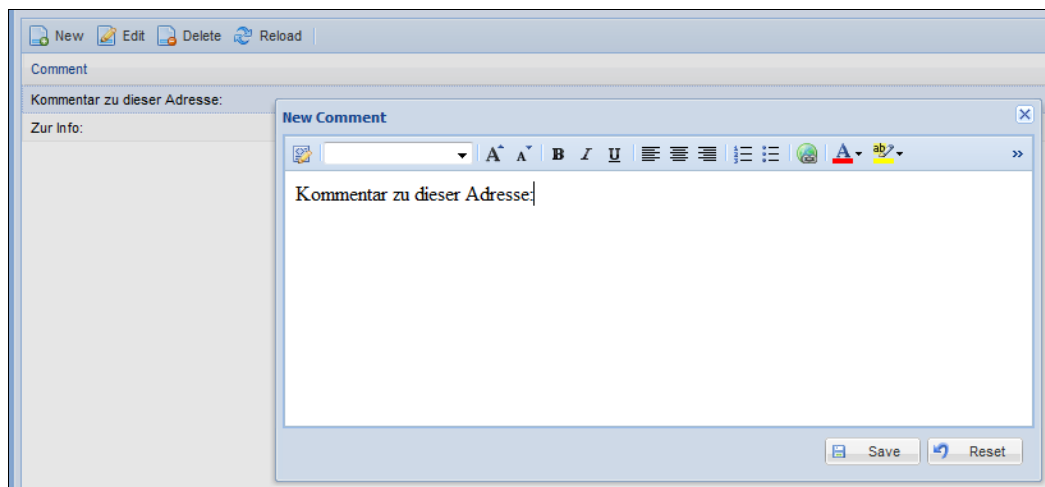 New Edit Delete Reload
Comment
Kommentar zu dieser Adresse:
Zur Info:
New Comment
A A B I U A ab
Kommentar zu dieser Adresse:
Save Reset